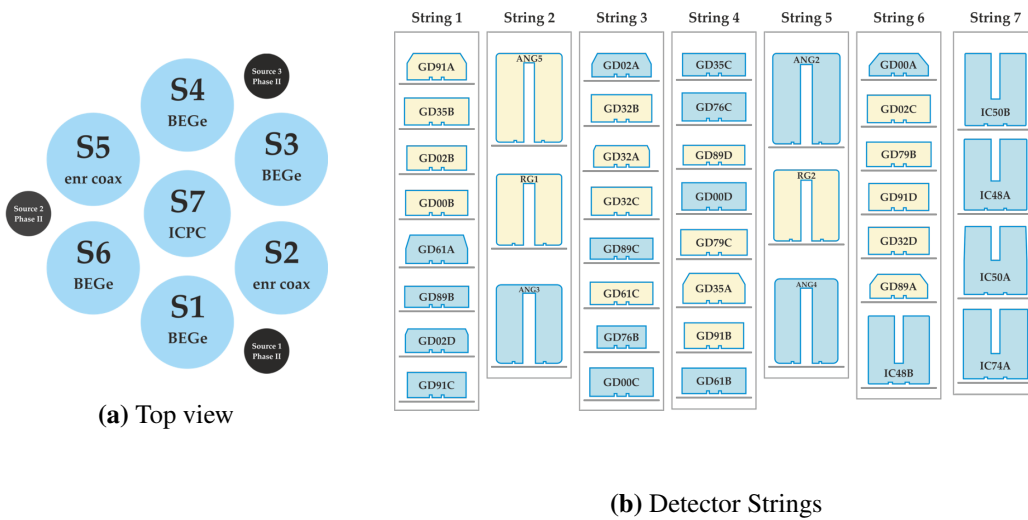 S4
BEGe
Source 3
Phase II
S5
enr coax
S3
BEGe
Source 2
Phase II
S7
ICPC
S6
BEGe
S2
enr coax
S1
BEGe
Source 1
Phase II
(a) Top view
String 1
GD91A
GD35B
GD02B
GD00B
GD61A
GD89B
GD02D
GD91C
String 2
ANG5
RG1
ANG3
String 3
GD02A
GD32B
GD32A
GD32C
GD89C
GD61C
GD76B
GD00C
String 4
GD35C
GD76C
GD89D
GD00D
GD79C
GD35A
GD91B
GD61B
String 5
ANG2
RG2
ANG4
String 6
GD00A
GD02C
GD79B
GD91D
GD32D
GD89A
IC48B
String 7
IC50B
IC48A
IC50A
IC74A
(b) Detector Strings